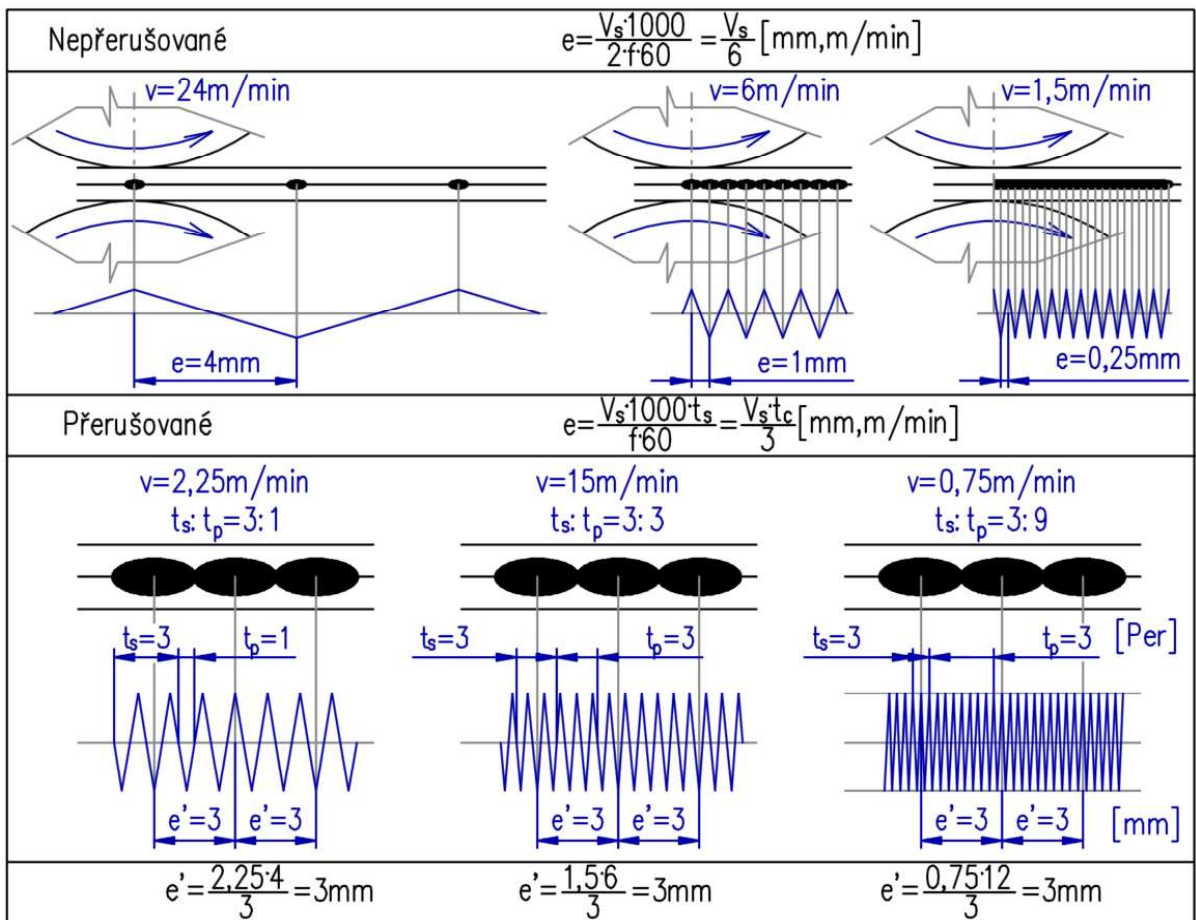 Nepřerušované
e=Vₛ·1000/2·f·60=Vₛ/6 [mm,m/min]
v=24m/min
v=6m/min
v=1,5m/min
e=4mm
e=1mm
e=0,25mm
Přerušované
e=Vₛ·1000·tₛ/f·60=Vₛ·t_c/3 [mm,m/min]
v=2,25m/min
v=15m/min
v=0,75m/min
tₛ: tₚ=3: 1
tₛ: tₚ=3: 3
tₛ: tₚ=3: 9
tₛ=3
tₚ=1
tₛ=3
tₚ=3
tₛ=3
tₚ=3
[Per]
e'=3
e'=3
e'=3
e'=3
e'=3
e'=3
[mm]
e'=2,25·4/3=3mm
e'=1,5·6/3=3mm
e'=0,75·12/3=3mm